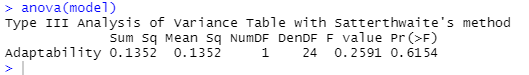 > anova(model)
Type III Analysis of Variance Table with Satterthwaite's method
Sum Sq Mean Sq NumDF DenDF F value Pr(>F)
Adaptability 0.1352 0.1352 1 24 0.2591 0.6154
>